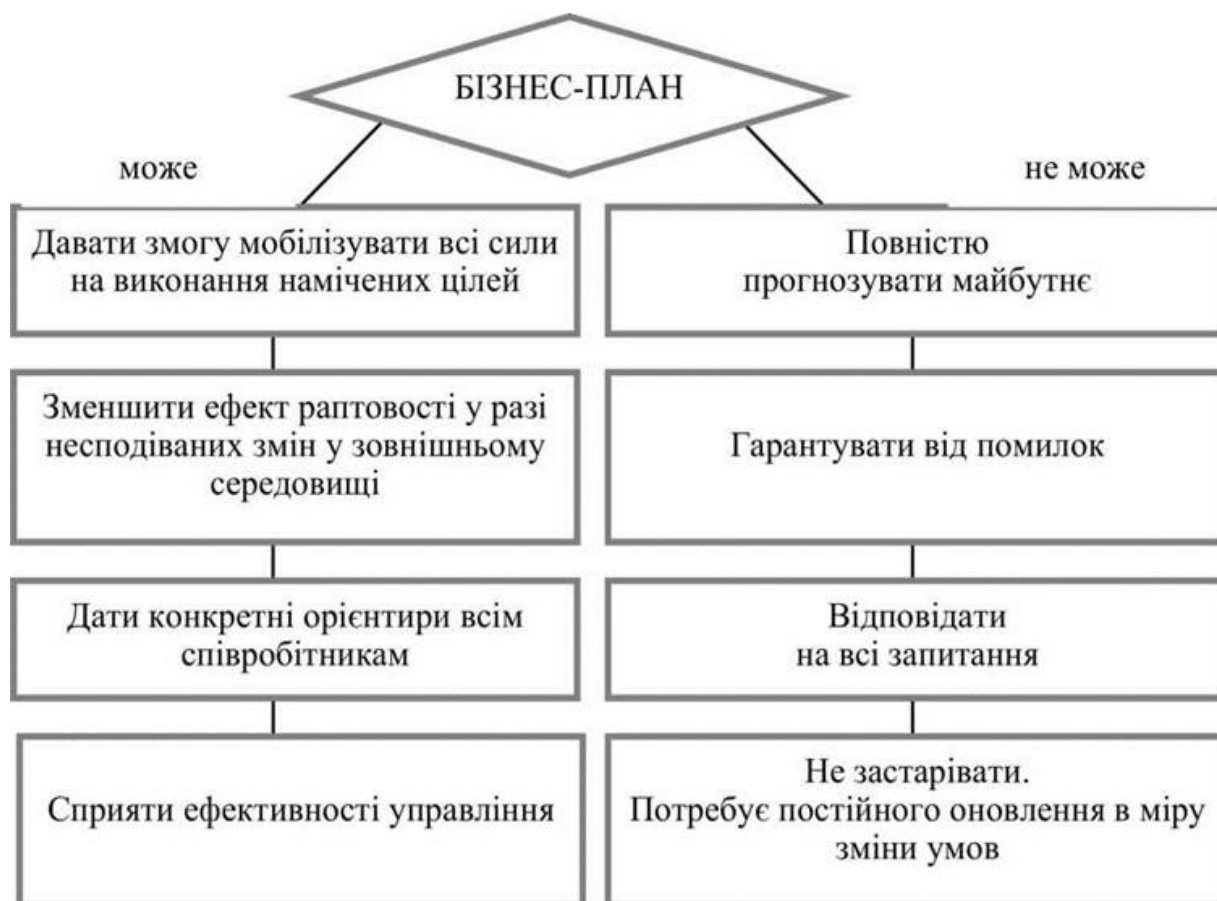 БІЗНЕС-ПЛАН
може
не може
Давати змогу мобілізувати всі сили
на виконання намічених цілей
Повністю
прогнозувати майбутнє
Зменшити ефект раптовості у разі
несподіваних змін у зовнішньому
середовищі
Гарантувати від помилок
Дати конкретні орієнтири всім
співробітникам
Відповідати
на всі запитання
Сприяти ефективності управління
Не застарівати.
Потребує постійного оновлення в міру
зміни умов